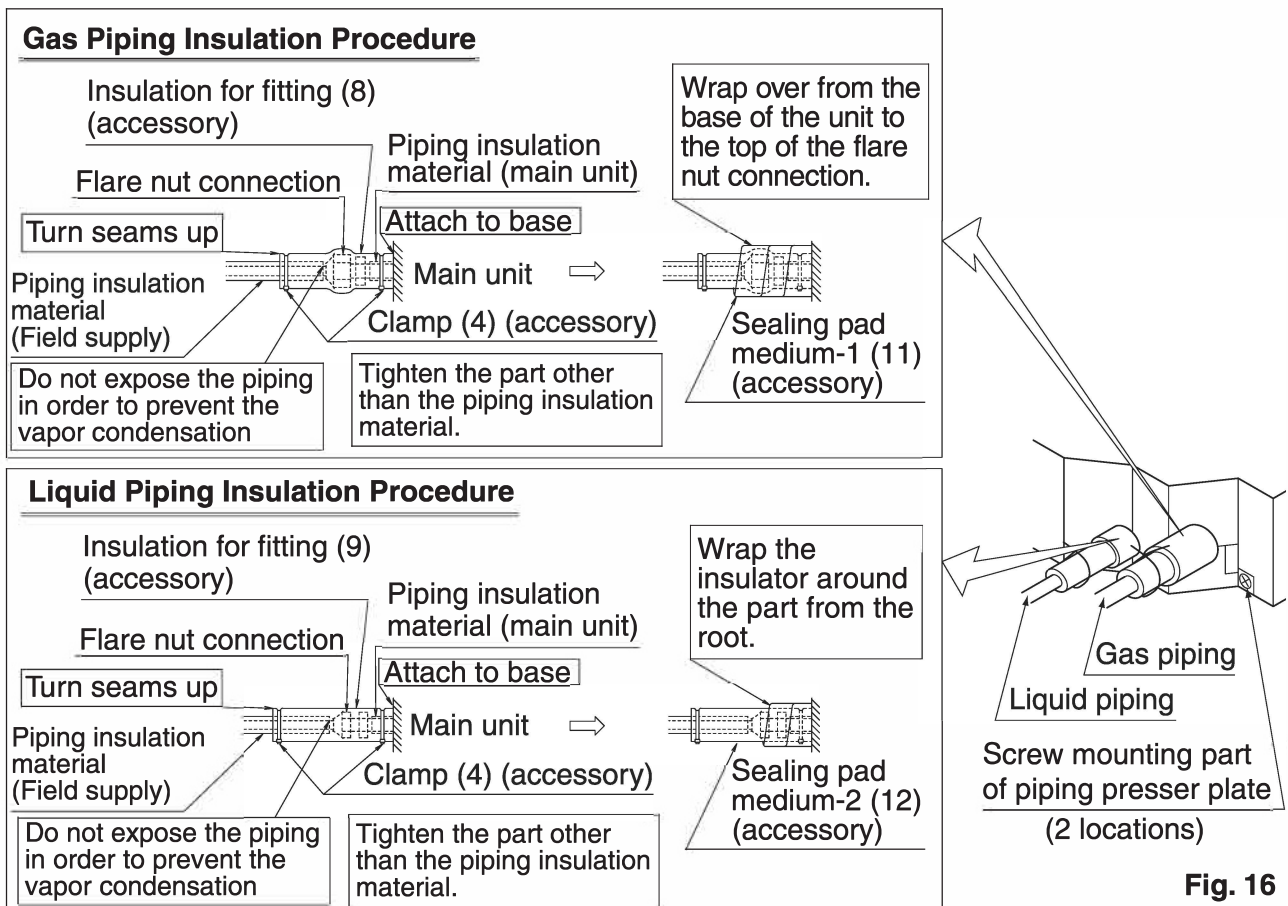 Gas Piping Insulation Procedure
Insulation for fitting (8)
(accessory)
Flare nut connection
Piping insulation
material (main unit)
Turn seams up
Attach to base
Piping insulation
material
(Field supply)
Main unit
Clamp (4) (accessory)
Do not expose the piping
in order to prevent the
vapor condensation
Tighten the part other
than the piping insulation
material.
Wrap over from the
base of the unit to
the top of the flare
nut connection.
Sealing pad
medium-1 (11)
(accessory)
Liquid Piping Insulation Procedure
Insulation for fitting (9)
(accessory)
Flare nut connection
Piping insulation
material (main unit)
Turn seams up
Attach to base
Piping insulation
material
(Field supply)
Main unit
Clamp (4) (accessory)
Do not expose the piping
in order to prevent the
vapor condensation
Tighten the part other
than the piping insulation
material.
Wrap the
insulator around
the part from the
root.
Sealing pad
medium-2 (12)
(accessory)
Gas piping
Liquid piping
Screw mounting part
of piping presser plate
(2 locations)
Fig. 16